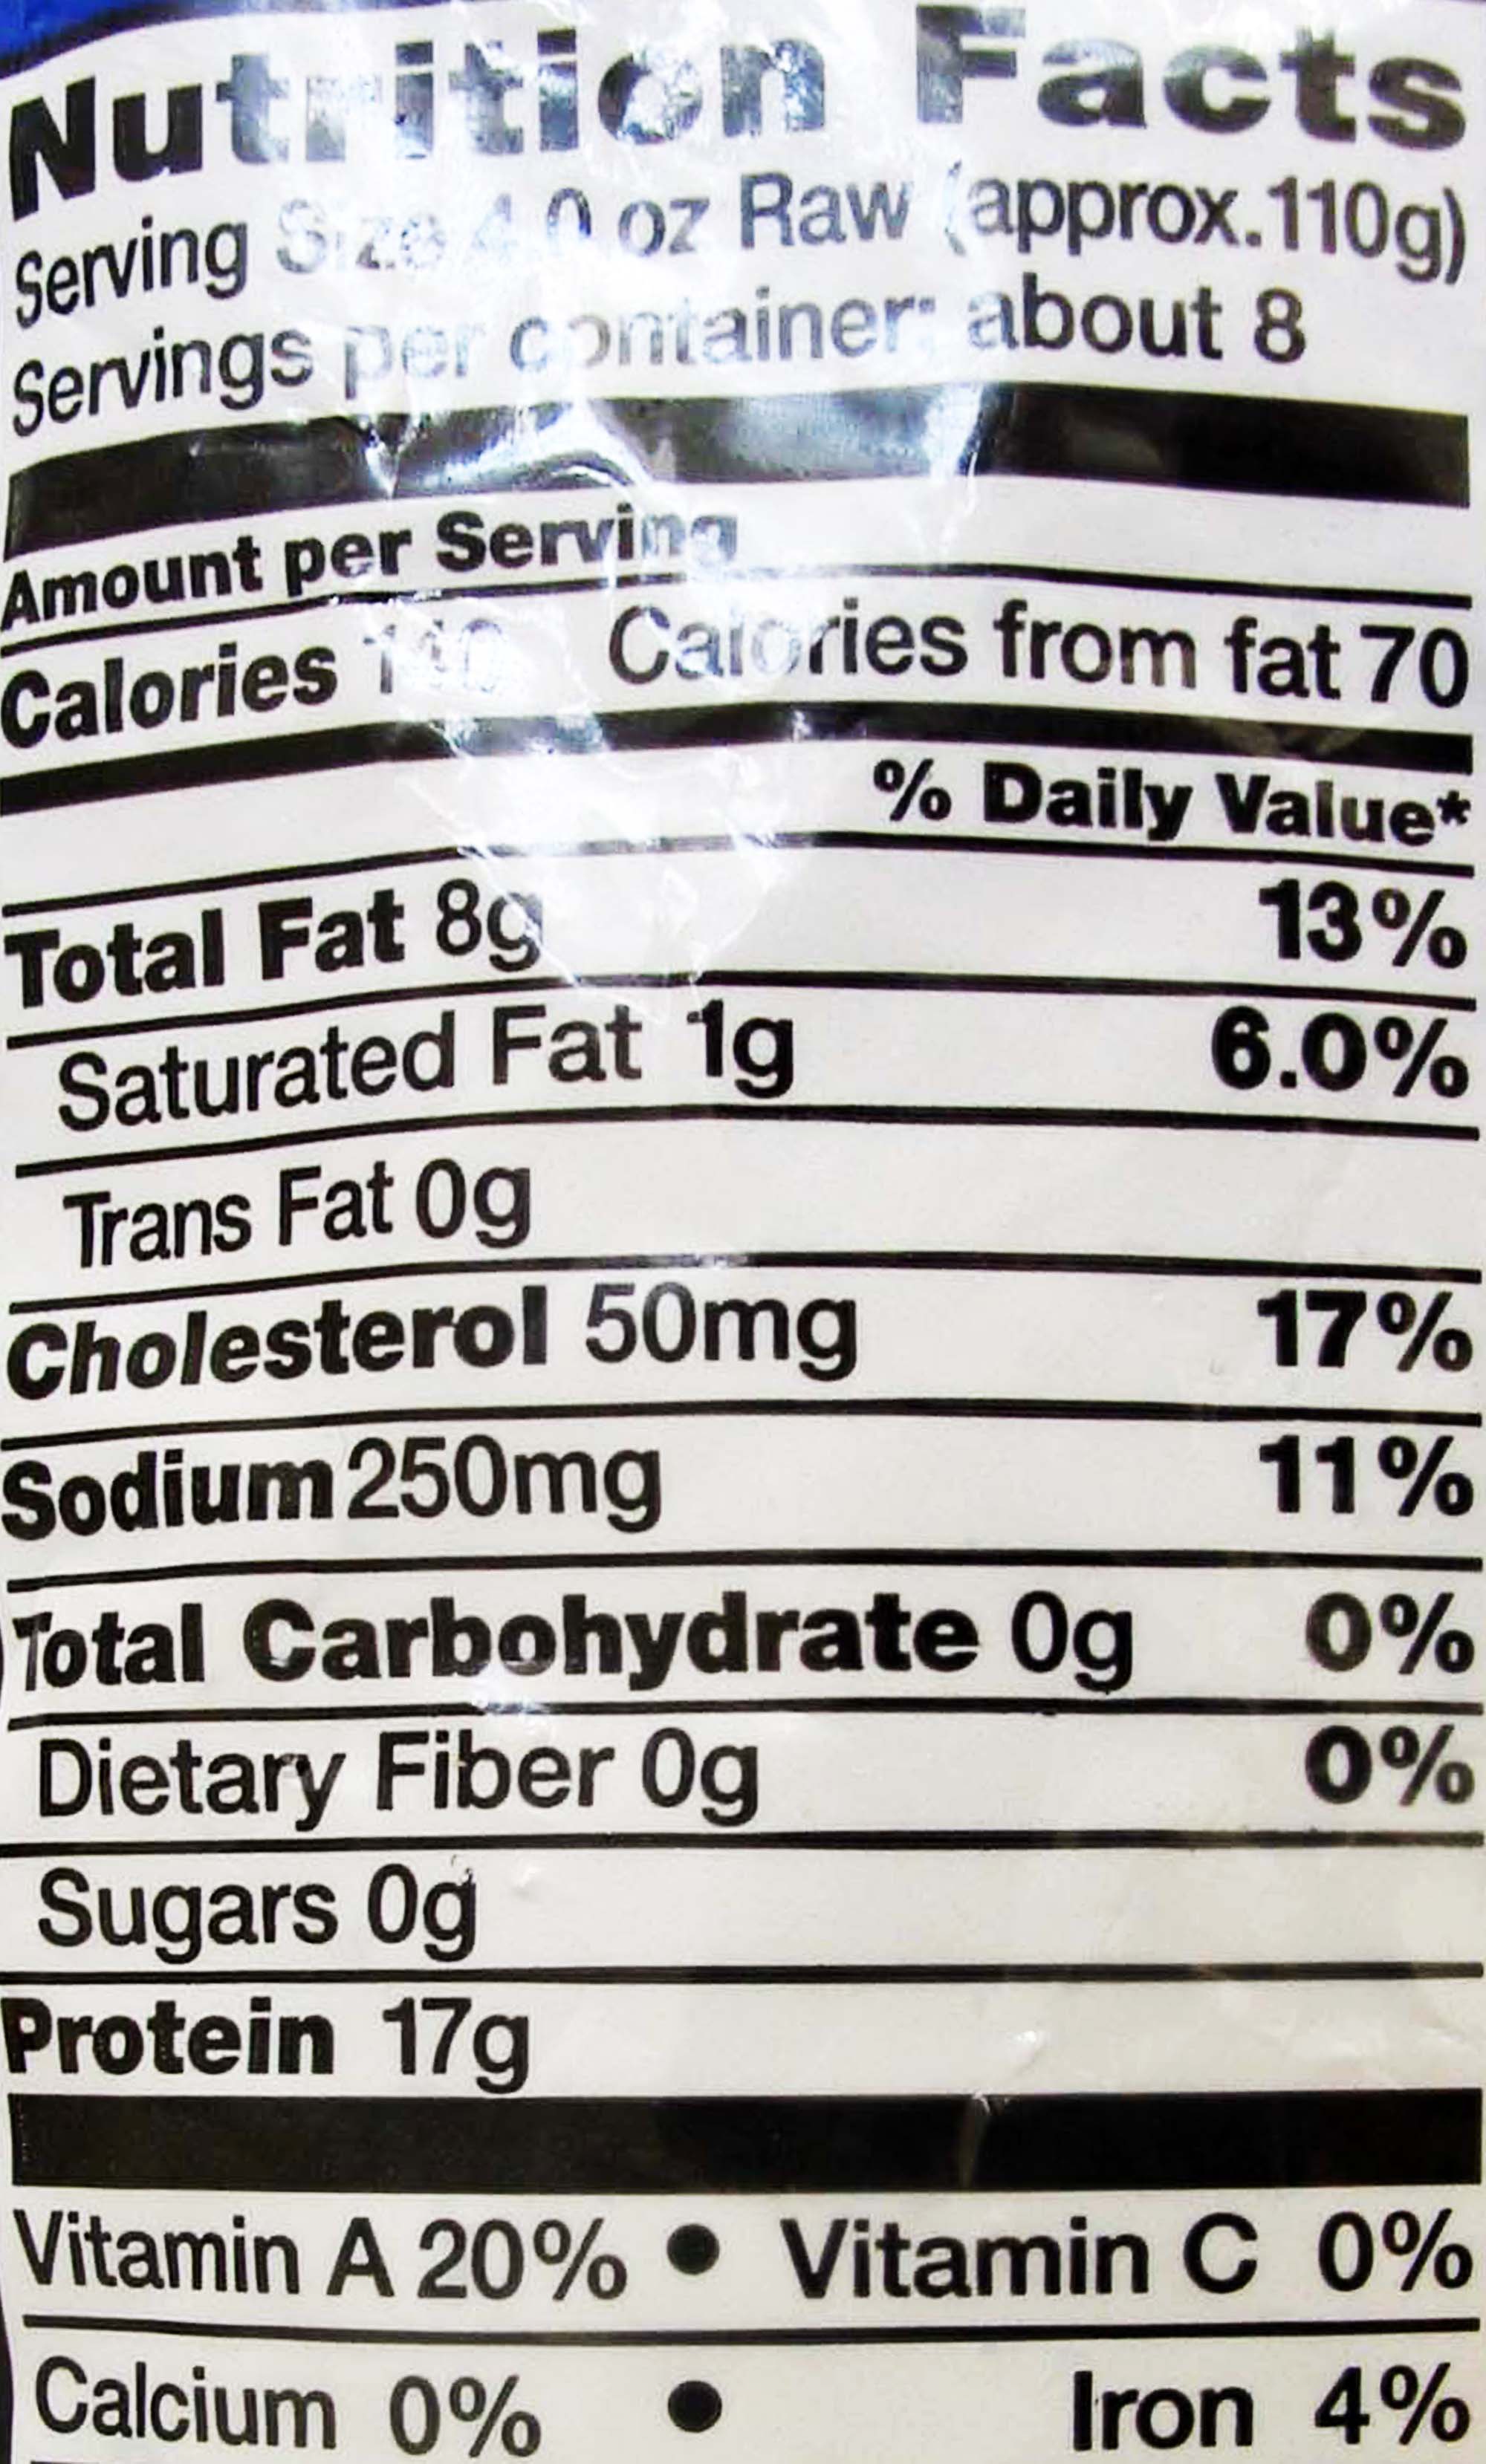 Nutrition Facts
Serving Size 4.0 oz Raw (approx.110g)
Servings per container: about 8
Amount per Serving
Calories Calories from fat 70
% Daily Value*
Total Fat 8g 13%
Saturated Fat 1g 6.0%
Trans Fat 0g
Cholesterol 50mg 17%
Sodium 250mg 11%
Total Carbohydrate 0g 0%
Dietary Fiber 0g 0%
Sugars 0g
Protein 17g
Vitamin A 20% • Vitamin C 0%
Calcium 0% • Iron 4%